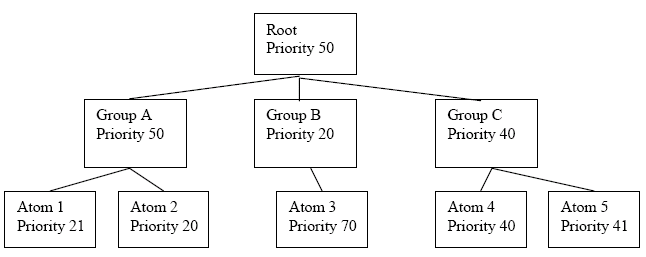 Root
Priority 50
Group A
Priority 50
Group B
Priority 20
Group C
Priority 40
Atom 1
Priority 21
Atom 2
Priority 20
Atom 3
Priority 70
Atom 4
Priority 40
Atom 5
Priority 41